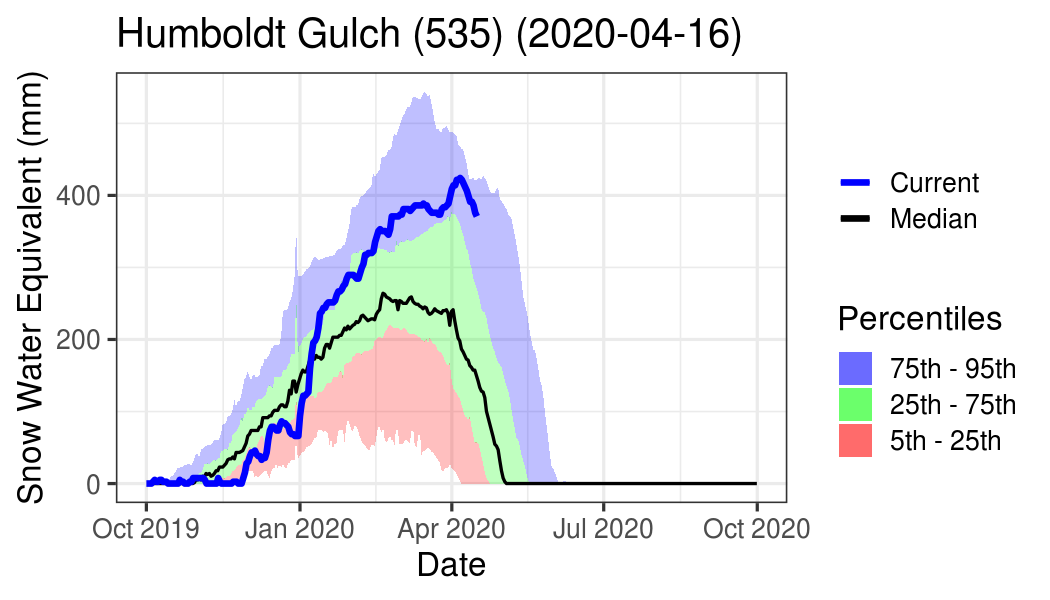 Humboldt Gulch (535) (2020-04-16)
Snow Water Equivalent (mm)
400
200
0
Oct 2019 Jan 2020 Apr 2020 Jul 2020 Oct 2020
Date
Current
Median
Percentiles
75th - 95th
25th - 75th
5th - 25th